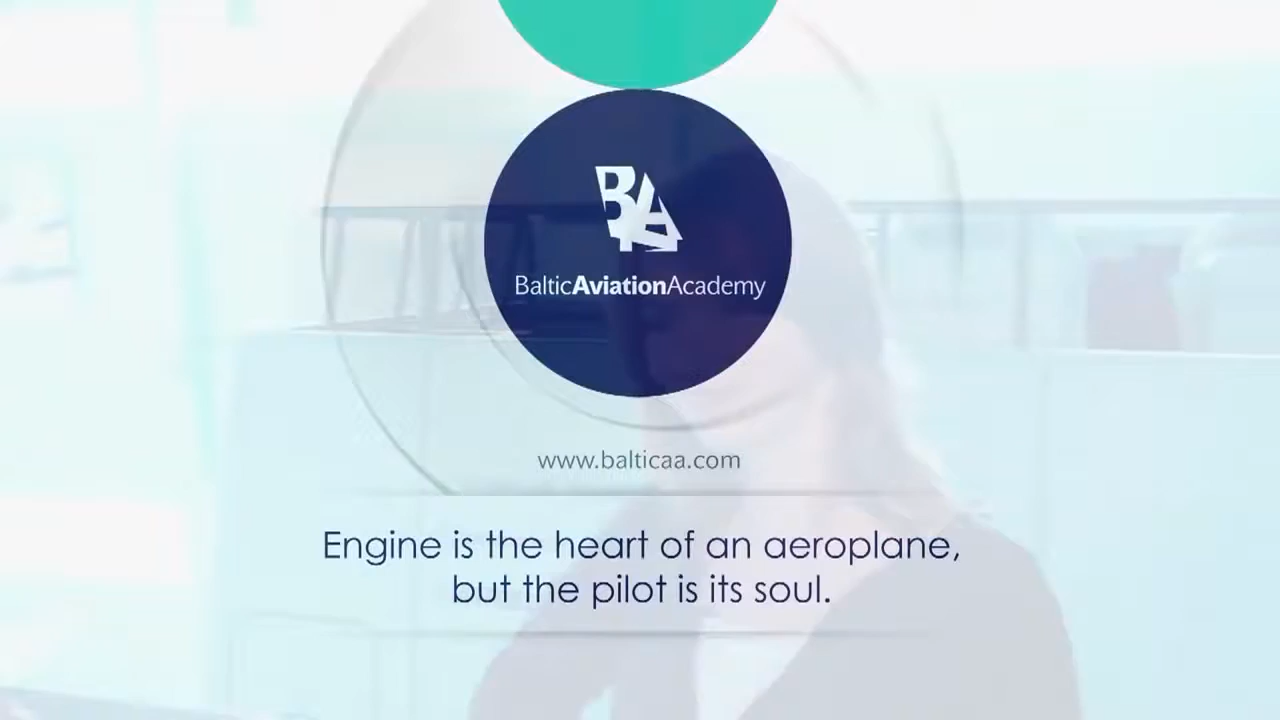 BAA
BalticAviationAcademy
www.balticaa.com
Engine is the heart of an aeroplane,
but the pilot is its soul.